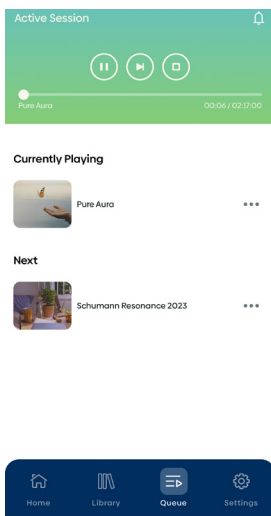 Active Session
Pure Aura
00:06 / 02:17:00
Currently Playing
Pure Aura
Next
Schumann Resonance 2023
Home
Library
Queue
Settings